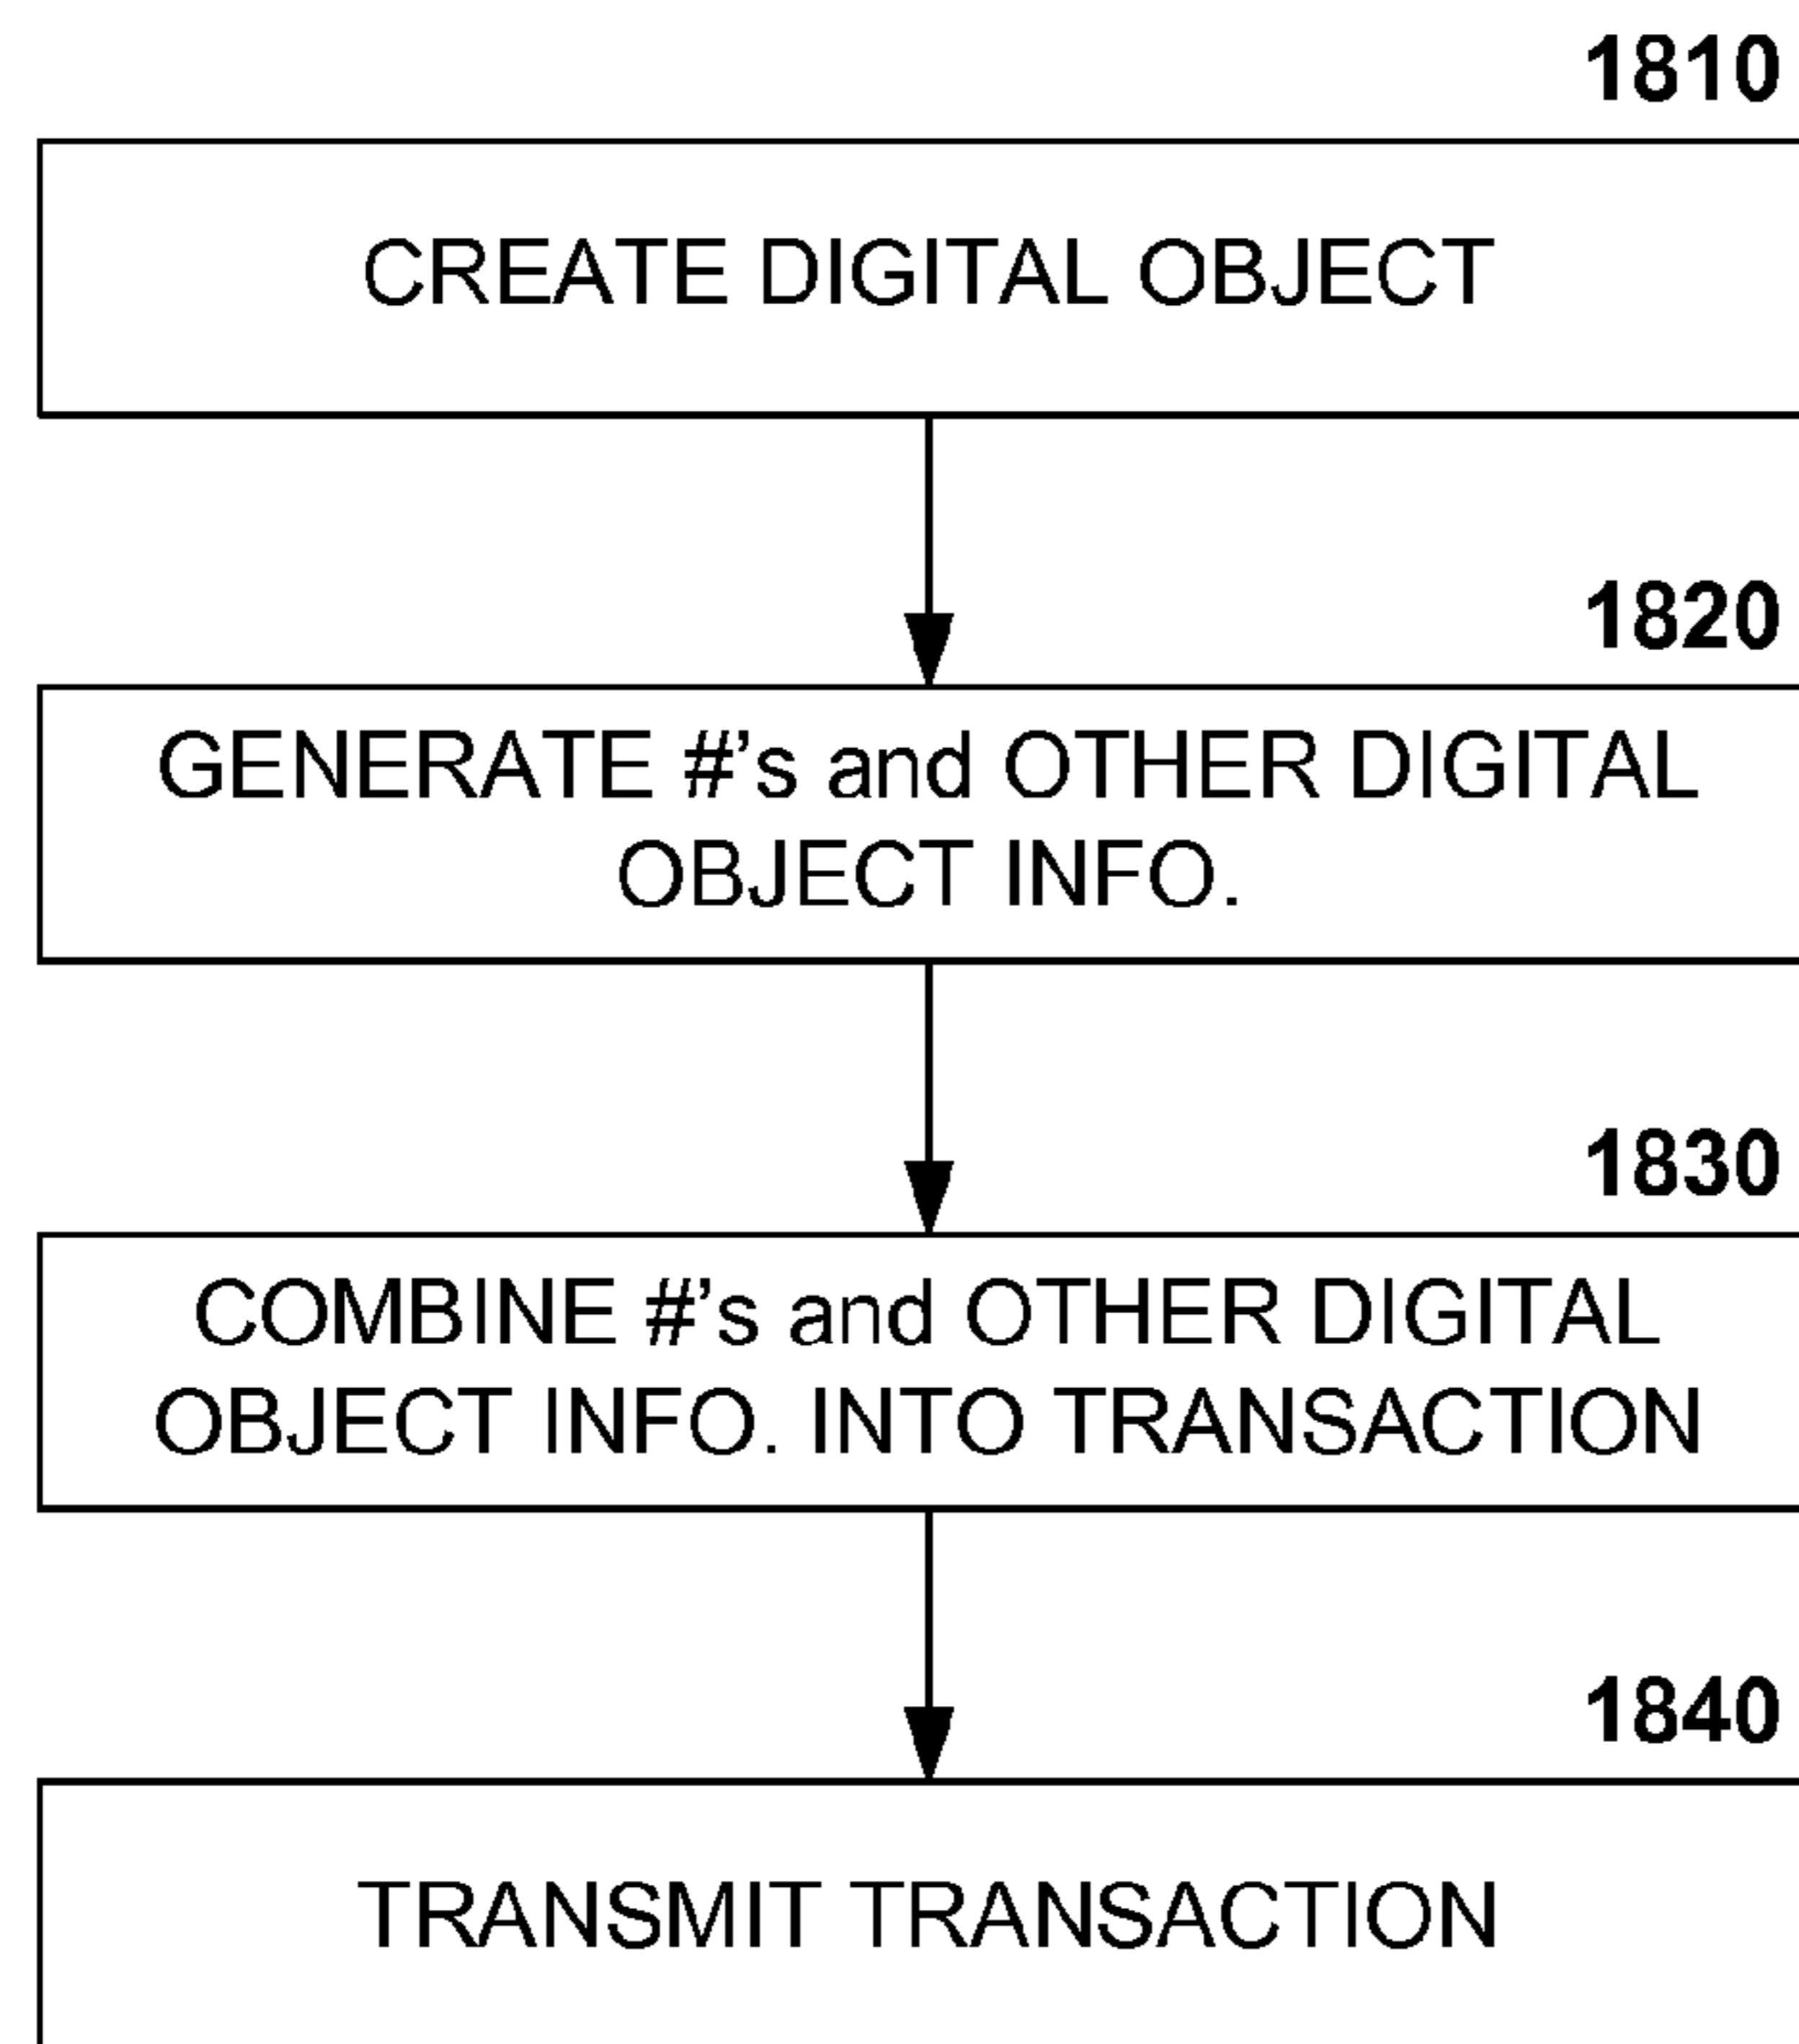 1810
CREATE DIGITAL OBJECT
1820
GENERATE #’s and OTHER DIGITAL
OBJECT INFO.
1830
COMBINE #’s and OTHER DIGITAL
OBJECT INFO. INTO TRANSACTION
1840
TRANSMIT TRANSACTION